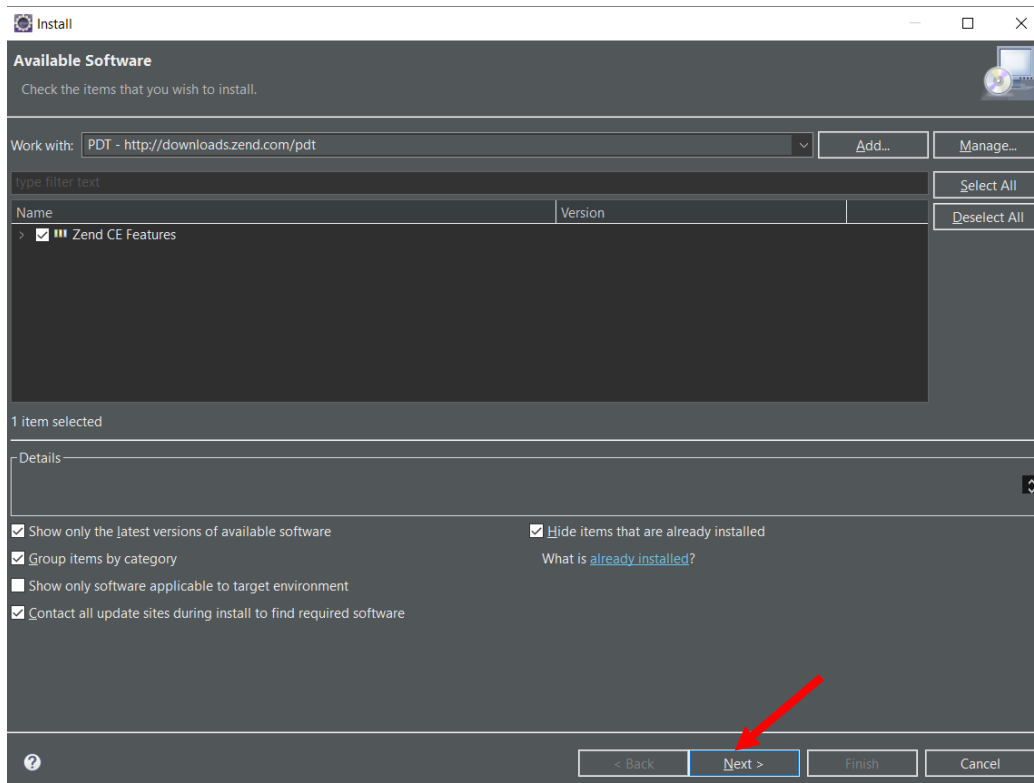 Install
Available Software
Check the items that you wish to install.
Work with: PDT - http://downloads.zend.com/pdt Add... Manage...
type filter text Select All
Name Version Deselect All
Zend CE Features
1 item selected
Details
Show only the latest versions of available software Hide items that are already installed
Group items by category What is already installed?
Show only software applicable to target environment
Contact all update sites during install to find required software
? < Back Next > Finish Cancel